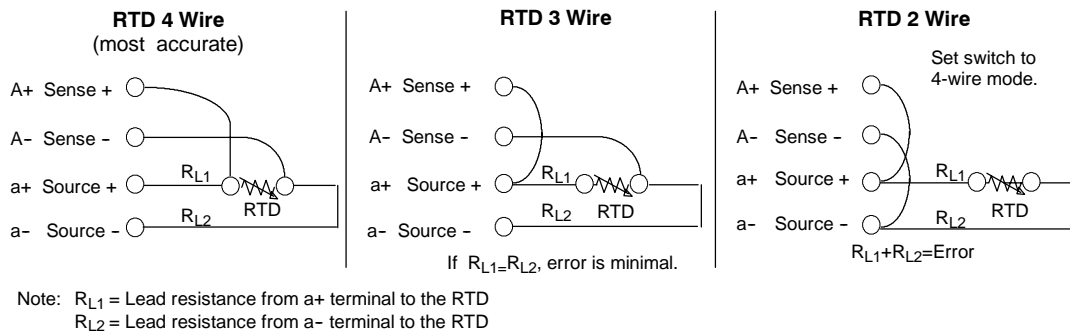 RTD 4 Wire
(most accurate)
A+ Sense +
A− Sense −
a+ Source +
a− Source −
RL1
RTD
RL2
RTD 3 Wire
A+ Sense +
A− Sense −
a+ Source +
a− Source −
RL1
RTD
RL2
If RL1=RL2, error is minimal.
RTD 2 Wire
Set switch to
4-wire mode.
A+ Sense +
A− Sense −
a+ Source +
a− Source −
RL1
RTD
RL2
RL1+RL2=Error
Note: RL1 = Lead resistance from a+ terminal to the RTD
RL2 = Lead resistance from a− terminal to the RTD